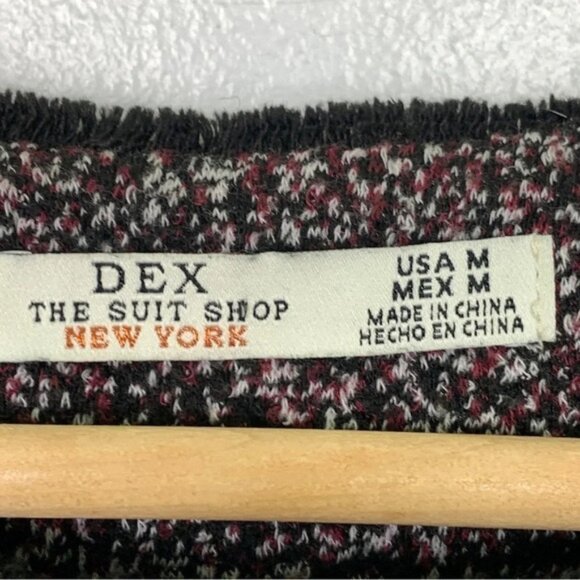 DEX
THE SUIT SHOP
NEW YORK
USA M
MEX M
MADE IN CHINA
HECHO EN CHINA